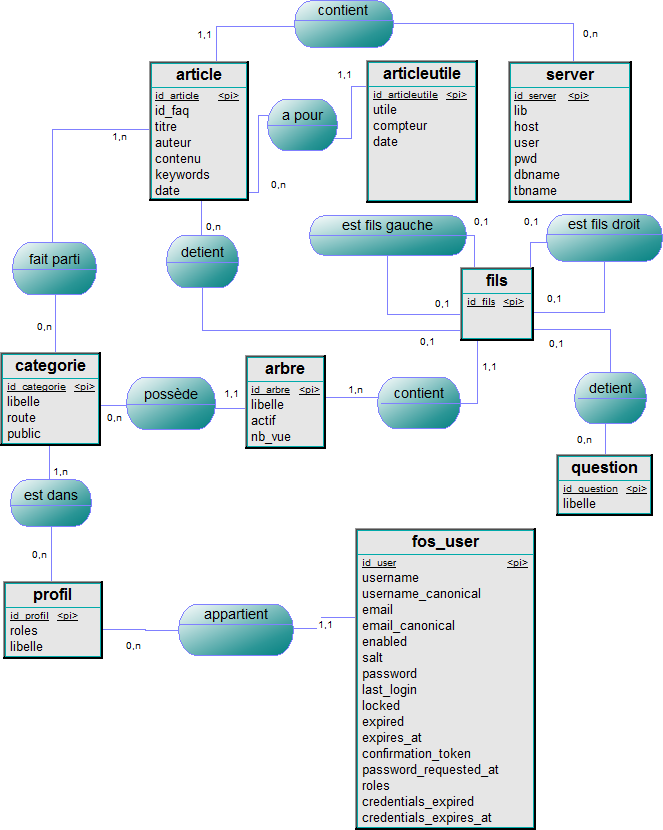 contient
1,1
0,n
article
id_article <pi>
id_faq
titre
auteur
contenu
keywords
date
articleutile
id_articleutile <pi>
utile
compteur
date
server
id_server <pi>
lib
host
user
pwd
dbname
tbname
1,1
a pour
0,n
1,n
fait parti
0,n
0,n
detient
0,1
est fils gauche
0,1
0,1
est fils droit
0,1
0,1
fils
id_fils <pi>
0,1
detient
0,n
question
id_question <pi>
libelle
categorie
id_categorie <pi>
libelle
route
public
possède
0,n
1,1
arbre
id_arbre <pi>
libelle
actif
nb_vue
1,n
contient
1,1
1,n
est dans
0,n
profil
id_profil <pi>
roles
libelle
0,n
appartient
1,1
fos_user
id_user <pi>
username
username_canonical
email
email_canonical
enabled
salt
password
last_login
locked
expired
expires_at
confirmation_token
password_requested_at
roles
credentials_expired
credentials_expires_at